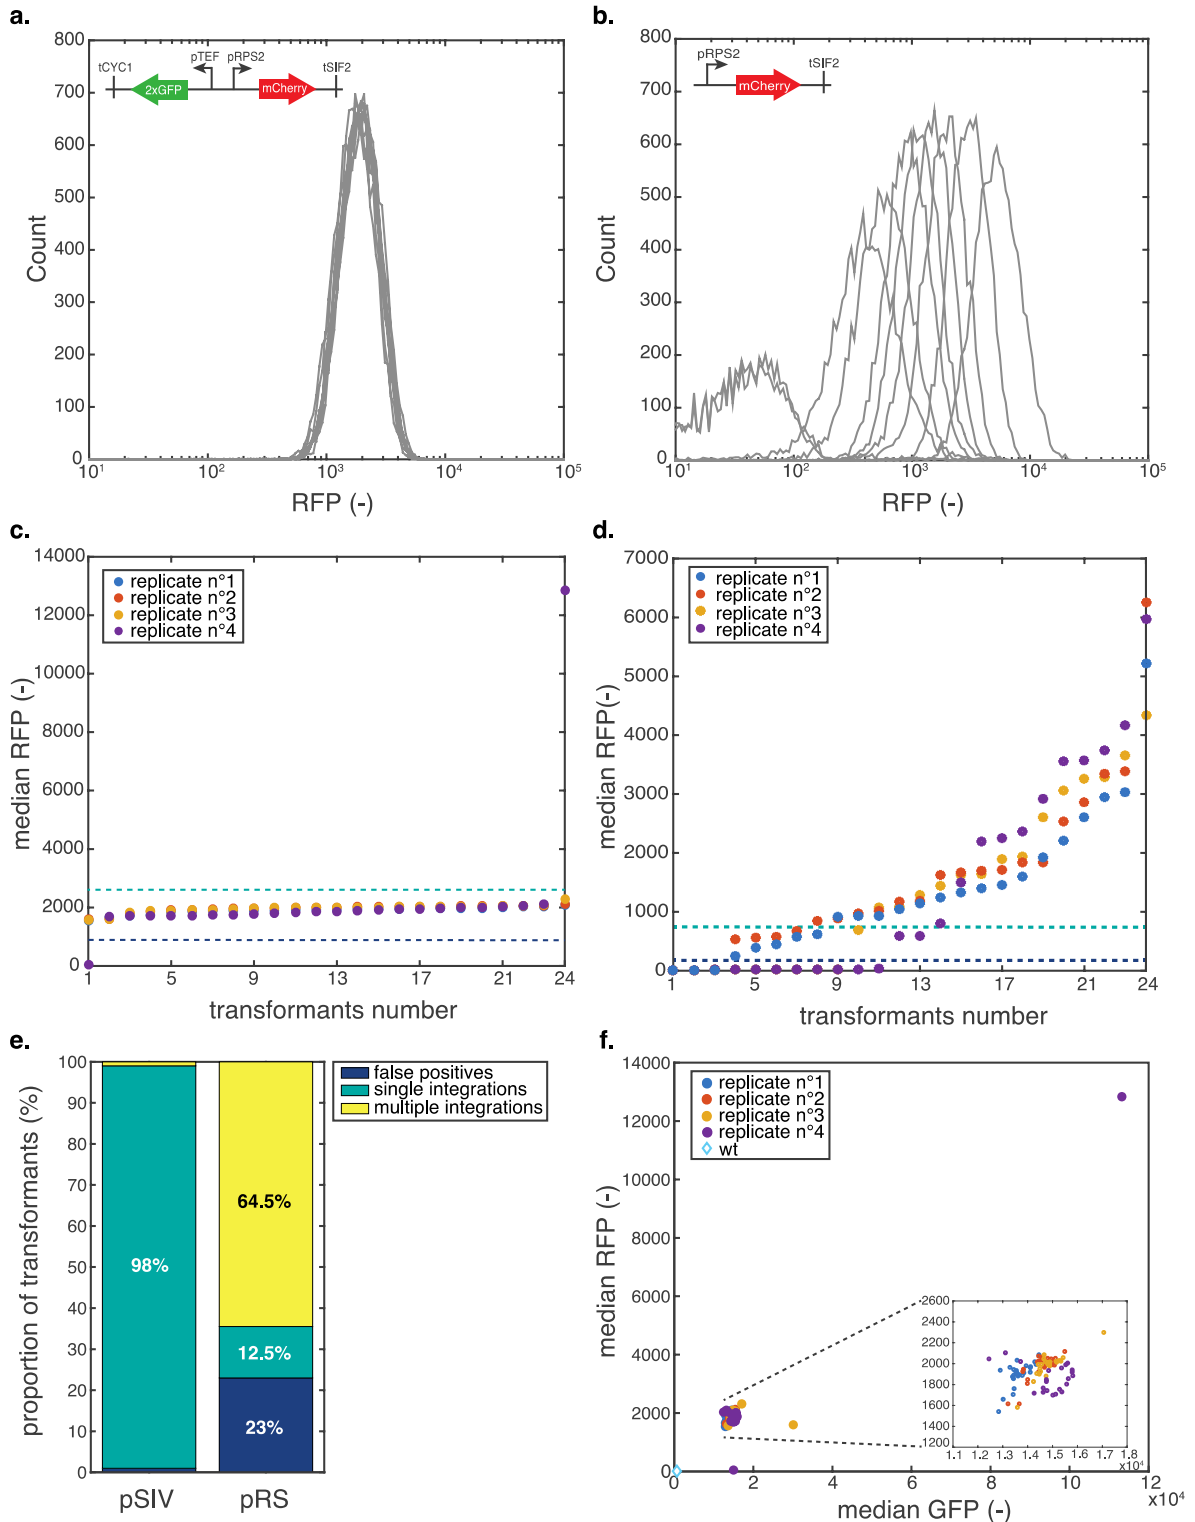 a.
800
700
600
500
400
300
200
100
0
Count
tCYC1
2xGFP
pTEF
pRPS2
mCherry
tSIF2
10¹
10²
10³
10⁴
10⁵
RFP (-)
b.
800
700
600
500
400
300
200
100
0
Count
pRPS2
mCherry
tSIF2
10¹
10²
10³
10⁴
10⁵
RFP (-)
c.
14000
12000
10000
8000
6000
4000
2000
0
median RFP (-)
replicate n°1
replicate n°2
replicate n°3
replicate n°4
1 5 9 13 17 21 24
transformants number
d.
7000
6000
5000
4000
3000
2000
1000
0
median RFP(-)
replicate n°1
replicate n°2
replicate n°3
replicate n°4
1 5 9 13 17 21 24
transformants number
e.
100
90
80
70
60
50
40
30
20
10
0
proportion of transformants (%)
98%
64.5%
12.5%
23%
pSIV pRS
false positives
single integrations
multiple integrations
f.
14000
12000
10000
8000
6000
4000
2000
0
median RFP (-)
replicate n°1
replicate n°2
replicate n°3
replicate n°4
wt
2600
2400
2200
2000
1800
1600
1400
1200
1.1 1.2 1.3 1.4 1.5 1.6 1.7 1.8
x10⁴
0 2 4 6 8 10 12
x10⁴
median GFP (-)